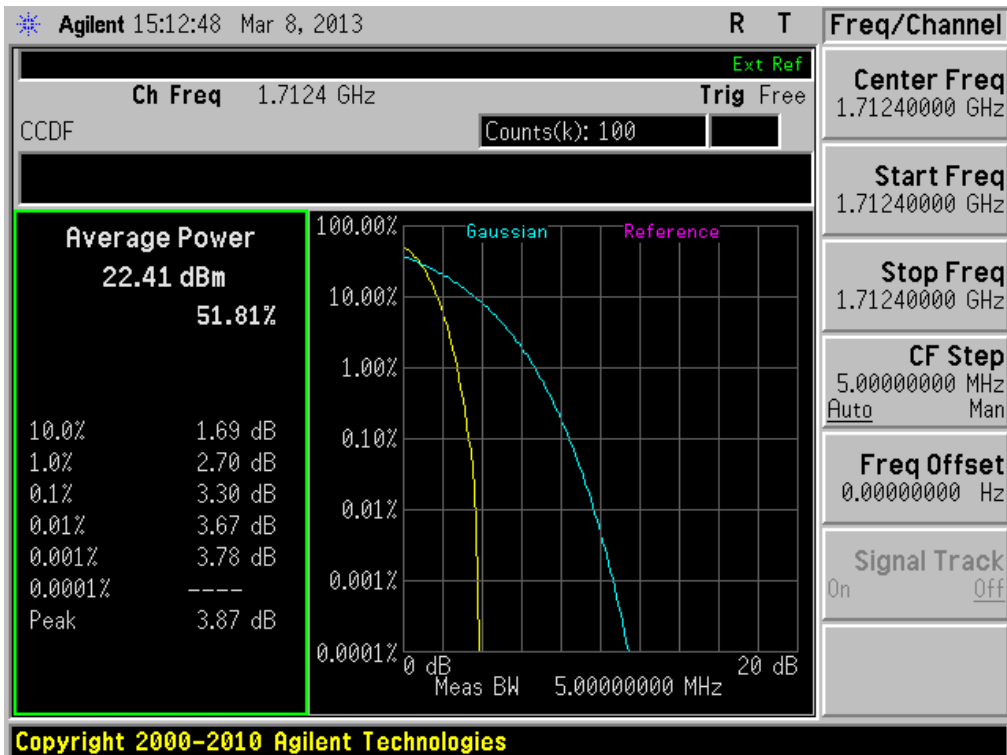 Agilent 15:12:48 Mar 8, 2013 R T
Freq/Channel
Ext Ref
Ch Freq 1.7124 GHz Trig Free
CCDF Counts(k): 100
Average Power
22.41 dBm
51.81%
10.0% 1.69 dB
1.0% 2.70 dB
0.1% 3.30 dB
0.01% 3.67 dB
0.001% 3.78 dB
0.0001% ----
Peak 3.87 dB
Gaussian Reference
100.00%
10.00%
1.00%
0.10%
0.01%
0.001%
0.0001%
0 dB 20 dB
Meas BW 5.00000000 MHz
Center Freq
1.71240000 GHz
Start Freq
1.71240000 GHz
Stop Freq
1.71240000 GHz
CF Step
5.00000000 MHz
Auto Man
Freq Offset
0.00000000 Hz
Signal Track
On Off
Copyright 2000-2010 Agilent Technologies